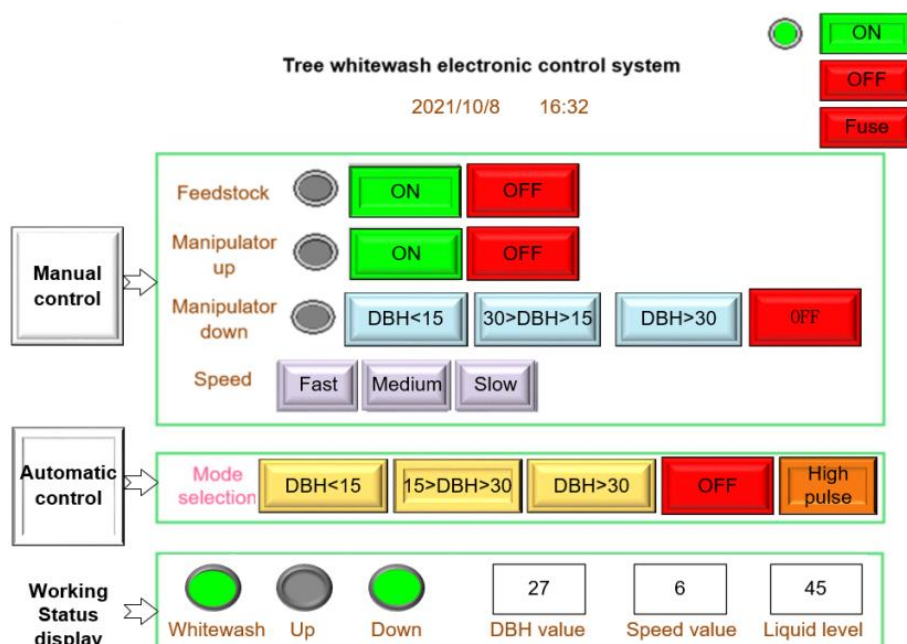 ON
Tree whitewash electronic control system
OFF
2021/10/8 16:32
Fuse
Feedstock ON OFF
Manipulator
up
ON OFF
Manual
control
Manipulator
down
DBH<15 30>DBH>15 DBH>30 OFF
Speed Fast Medium Slow
Automatic
control
Mode
selection
DBH<15 15>DBH>30 DBH>30 OFF High
pulse
Working
Status
display
27 6 45
Whitewash Up Down DBH value Speed value Liquid level